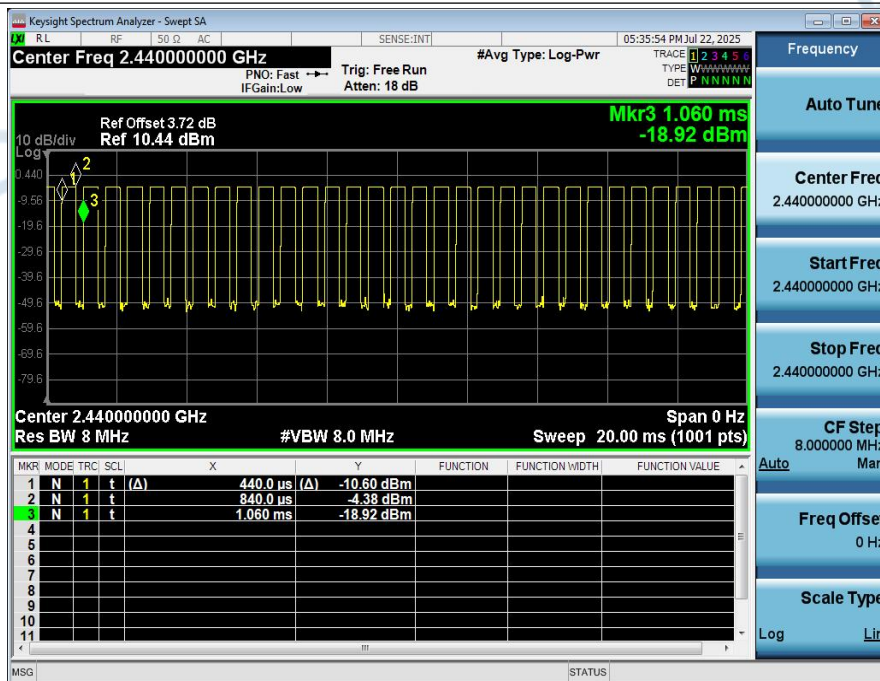 Keysight Spectrum Analyzer - Swept SA
LXI RL RF 50 Ω AC SENSE:INT 05:35:54 PM Jul 22, 2025
Center Freq 2.440000000 GHz #Avg Type: Log-Pwr TRACE 1 2 3 4 5 6
PNO: Fast Trig: Free Run TYPE W
IFGain:Low Atten: 18 dB DET P N N N N N
Mkr3 1.060 ms
Ref Offset 3.72 dB
10 dB/div Ref 10.44 dBm -18.92 dBm
Log
0.440
-9.56
-19.6
-29.6
-39.6
-49.6
-59.6
-69.6
-79.6
1
2
3
Center 2.440000000 GHz Span 0 Hz
Res BW 8 MHz #VBW 8.0 MHz Sweep 20.00 ms (1001 pts)
MKR MODE TRC SCL X Y FUNCTION FUNCTION WIDTH FUNCTION VALUE
1 N 1 t (Δ) 440.0 µs (Δ) -10.60 dBm
2 N 1 t 840.0 µs -4.38 dBm
3 N 1 t 1.060 ms -18.92 dBm
4
5
6
7
8
9
10
11
MSG STATUS
Frequency
Auto Tune
Center Freq
2.440000000 GHz
Start Freq
2.440000000 GHz
Stop Freq
2.440000000 GHz
CF Step
8.000000 MHz
Auto Man
Freq Offset
0 Hz
Scale Type
Log Lin